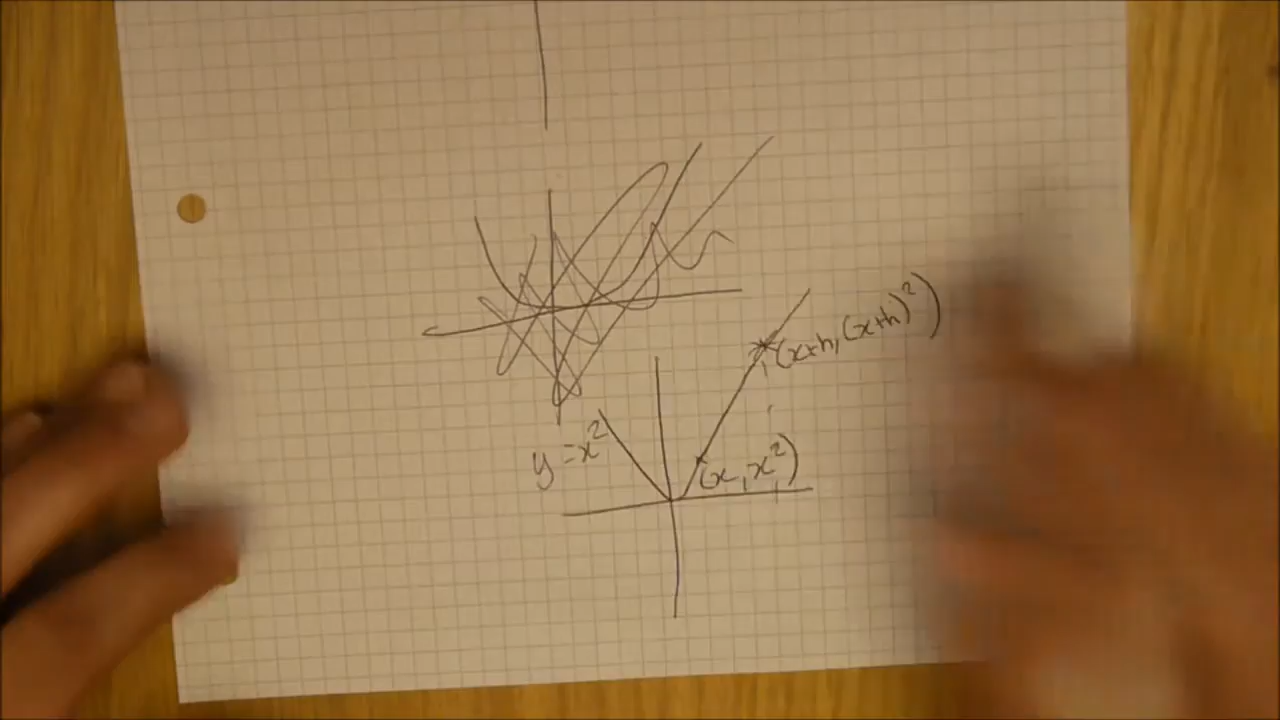 (x+h, (x+h)²)
y=x²
(x, x²)